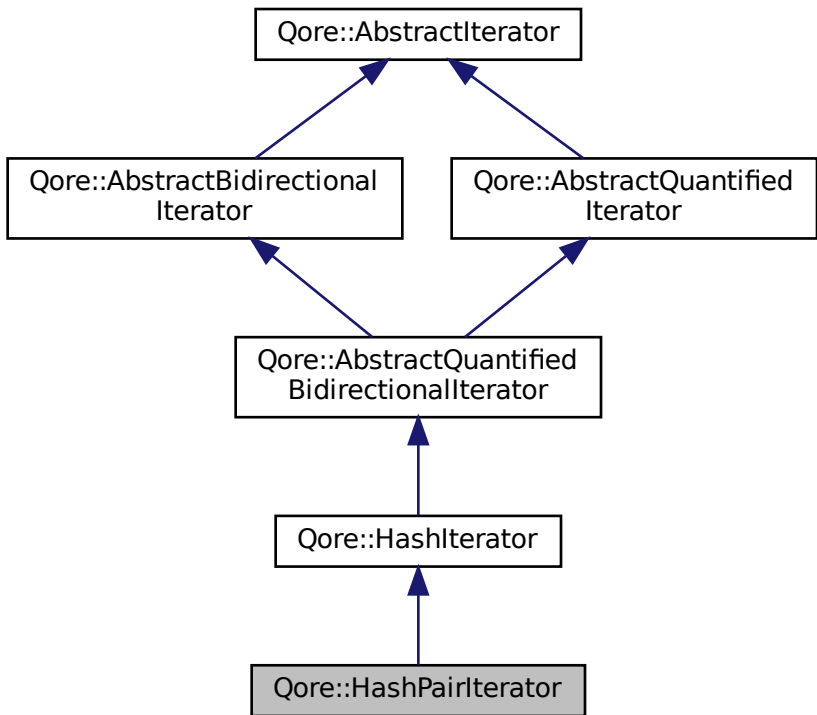 Qore::AbstractIterator
Qore::AbstractBidirectional
Iterator
Qore::AbstractQuantified
Iterator
Qore::AbstractQuantified
BidirectionalIterator
Qore::HashIterator
Qore::HashPairIterator